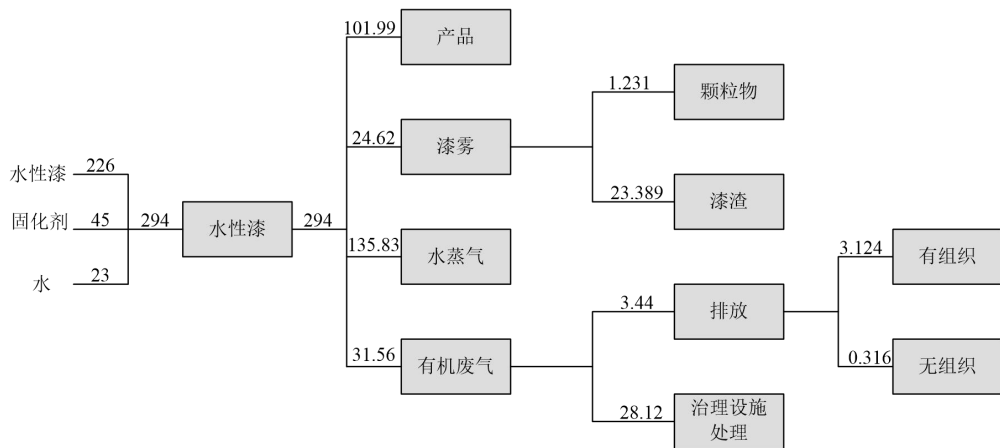 101.99
产品
1.231
颗粒物
24.62
漆雾
水性漆
226
23.389
漆渣
固化剂
45
294
水性漆
294
135.83
水蒸气
3.124
有组织
水
23
3.44
排放
31.56
有机废气
0.316
无组织
28.12
治理设施
处理